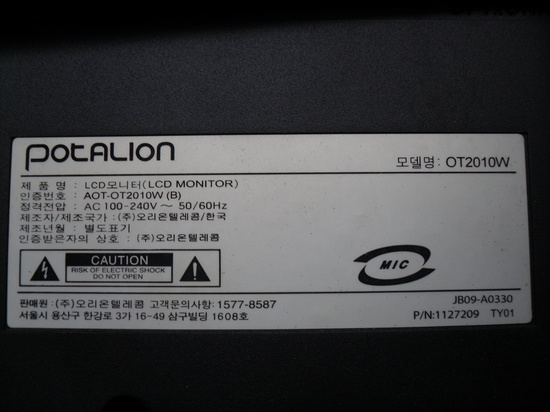 POTALION
모델명: OT2010W
제 품 명 : LCD모니터(LCD MONITOR)
인증번호 : AOT-OT2010W (B)
정격전압 : AC 100-240V ~ 50/60Hz
제조자/제조국가 : (주)오리온텔레콤/한국
제조년월 : 별도표기
인증받은자의 상호 : (주)오리온텔레콤
CAUTION
RISK OF ELECTRIC SHOCK
DO NOT OPEN
MIC
판매원 : (주)오리온텔레콤 고객문의사항: 1577-8587
서울시 용산구 한강로 3가 16-49 삼구빌딩 1608호
JB09-A0330
P/N:1127209 TY01